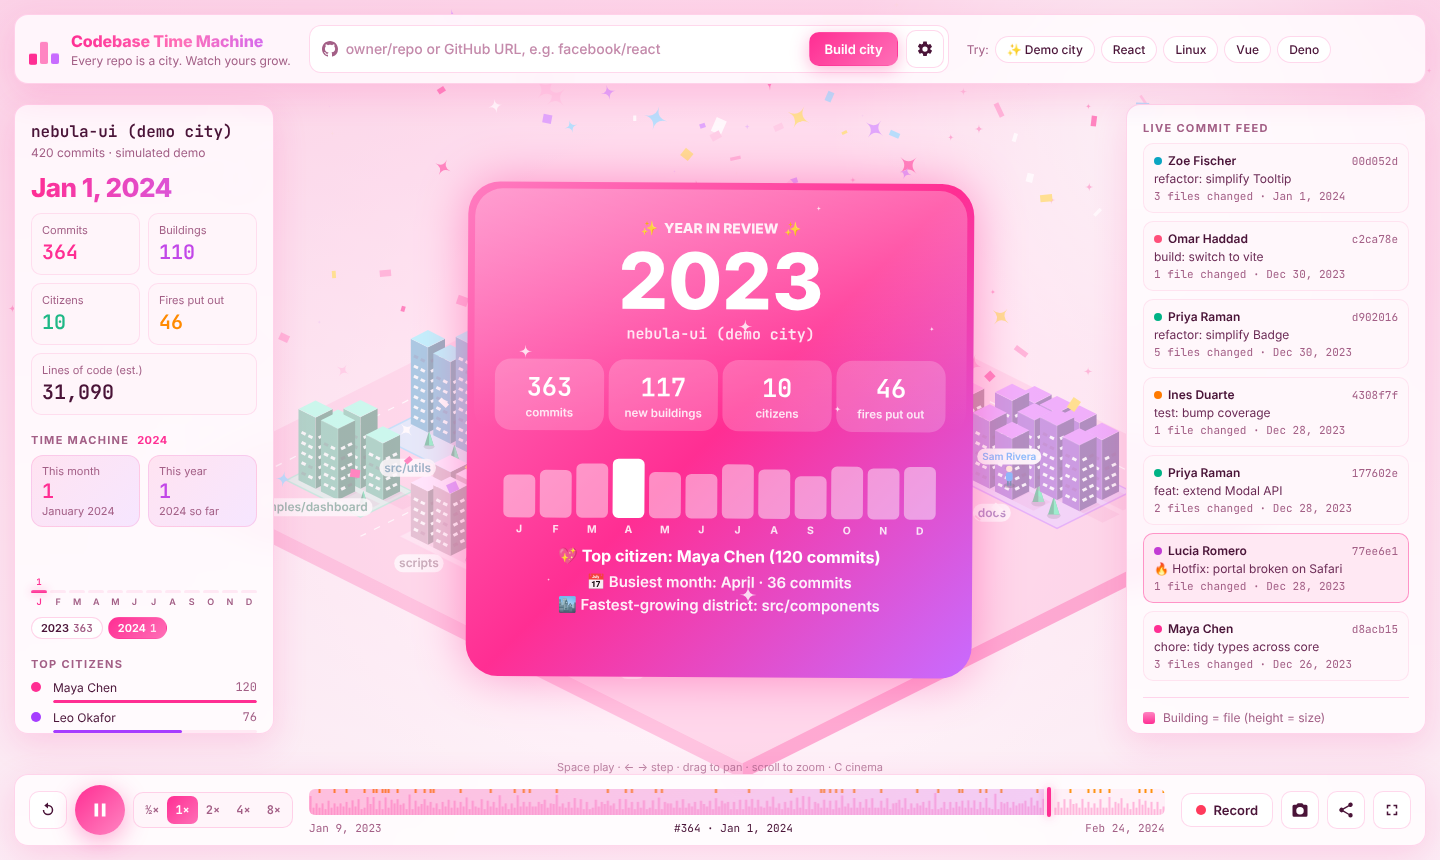 Codebase Time Machine
Every repo is a city. Watch yours grow.
owner/repo or GitHub URL, e.g. facebook/react
Build city
Try:
✨ Demo city
React
Linux
Vue
Deno
nebula-ui (demo city)
420 commits · simulated demo
Jan 1, 2024
Commits
364
Buildings
110
Citizens
10
Fires put out
46
Lines of code (est.)
31,090
TIME MACHINE 2024
This month
1
January 2024
This year
1
2024 so far
1
J F M A M J J A S O N D
2023 363
2024 1
TOP CITIZENS
Maya Chen 120
Leo Okafor 76
src/utils
ples/dashboard
scripts
Sam Rivera
docs
✨ YEAR IN REVIEW ✨
2023
nebula-ui (demo city)
363
commits
117
new buildings
10
citizens
46
fires put out
J F M A M J J A S O N D
💖 Top citizen: Maya Chen (120 commits)
📅 Busiest month: April · 36 commits
🏙️ Fastest-growing district: src/components
LIVE COMMIT FEED
Zoe Fischer 00d052d
refactor: simplify Tooltip
3 files changed · Jan 1, 2024
Omar Haddad c2ca78e
build: switch to vite
1 file changed · Dec 30, 2023
Priya Raman d902016
refactor: simplify Badge
5 files changed · Dec 30, 2023
Ines Duarte 4308f7f
test: bump coverage
1 file changed · Dec 28, 2023
Priya Raman 177602e
feat: extend Modal API
2 files changed · Dec 28, 2023
Lucia Romero 77ee6e1
🔥 Hotfix: portal broken on Safari
1 file changed · Dec 28, 2023
Maya Chen d8acb15
chore: tidy types across core
3 files changed · Dec 26, 2023
Building = file (height = size)
Space play · ← → step · drag to pan · scroll to zoom · C cinema
½× 1× 2× 4× 8×
Jan 9, 2023
#364 · Jan 1, 2024
Feb 24, 2024
Record